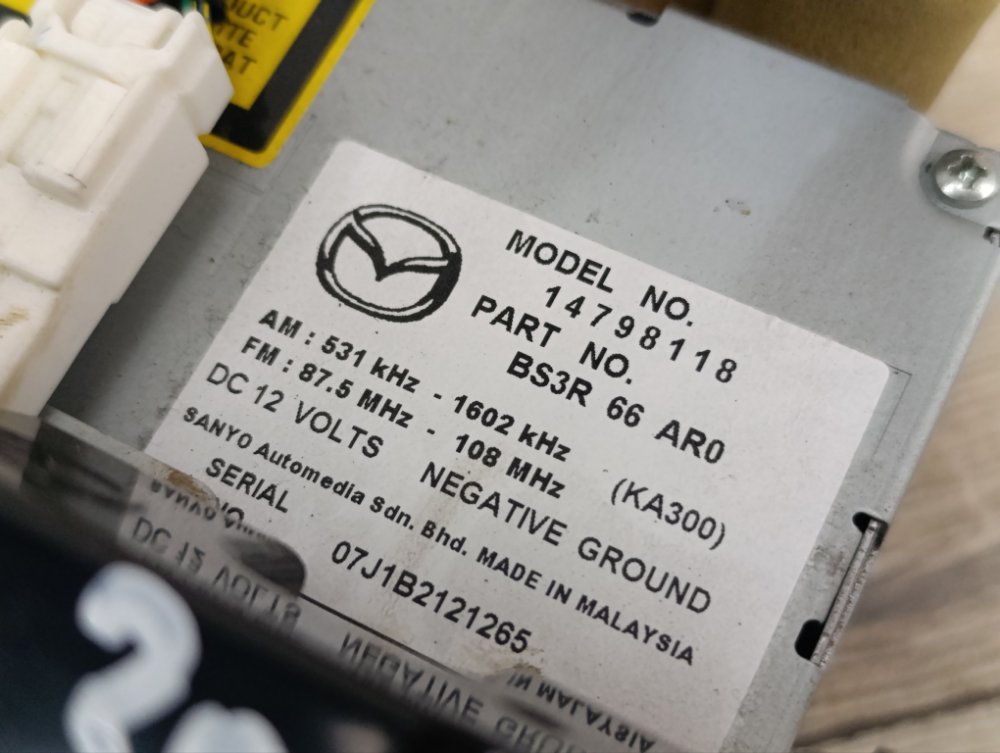 MODEL NO.
14798118
PART NO.
BS3R 66 AR0
AM : 531 kHz - 1602 kHz
FM : 87.5 MHz - 108 MHz (KA300)
DC 12 VOLTS NEGATIVE GROUND
SANYO Automedia Sdn. Bhd. MADE IN MALAYSIA
SERIAL
07J1B2121265